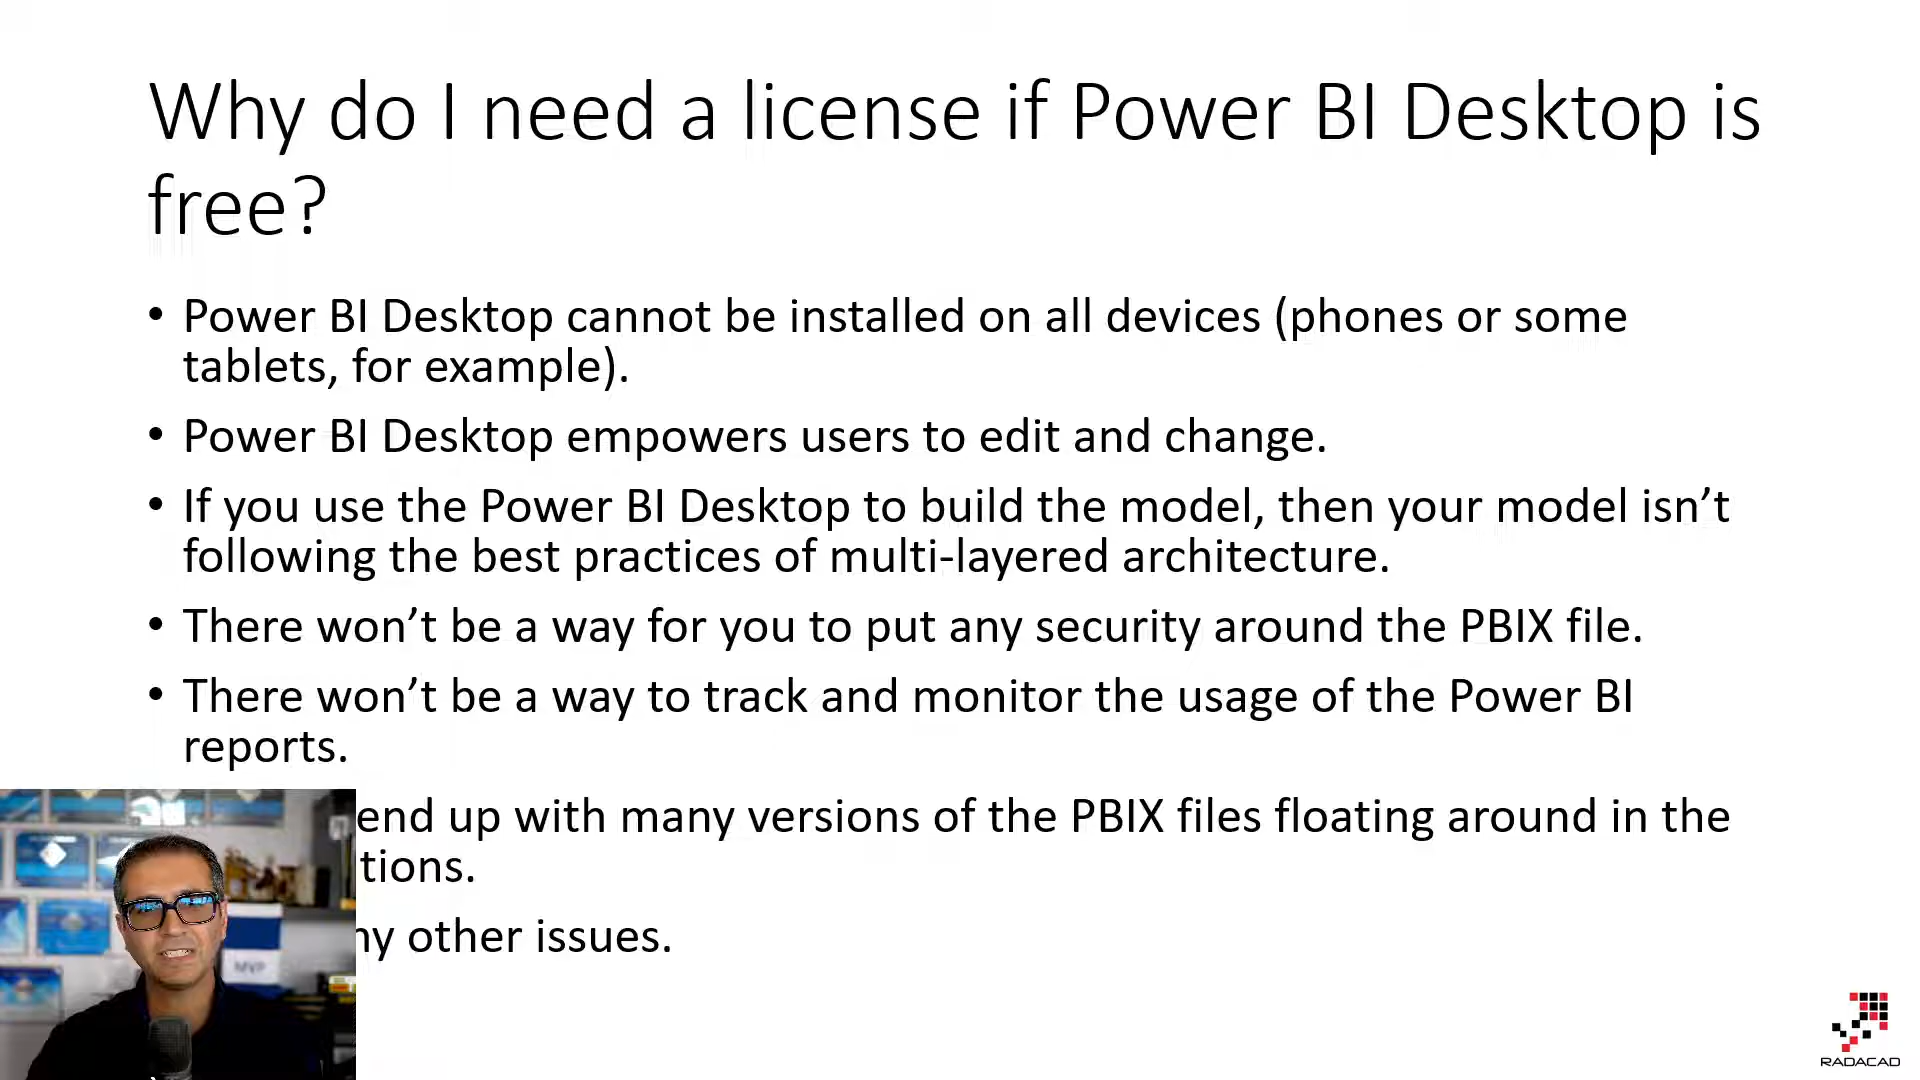 Why do I need a license if Power BI Desktop is
free?
• Power BI Desktop cannot be installed on all devices (phones or some
tablets, for example).
• Power BI Desktop empowers users to edit and change.
• If you use the Power BI Desktop to build the model, then your model isn’t
following the best practices of multi-layered architecture.
• There won’t be a way for you to put any security around the PBIX file.
• There won’t be a way to track and monitor the usage of the Power BI
reports.
end up with many versions of the PBIX files floating around in the
tions.
ny other issues.
MVP
RADACAD